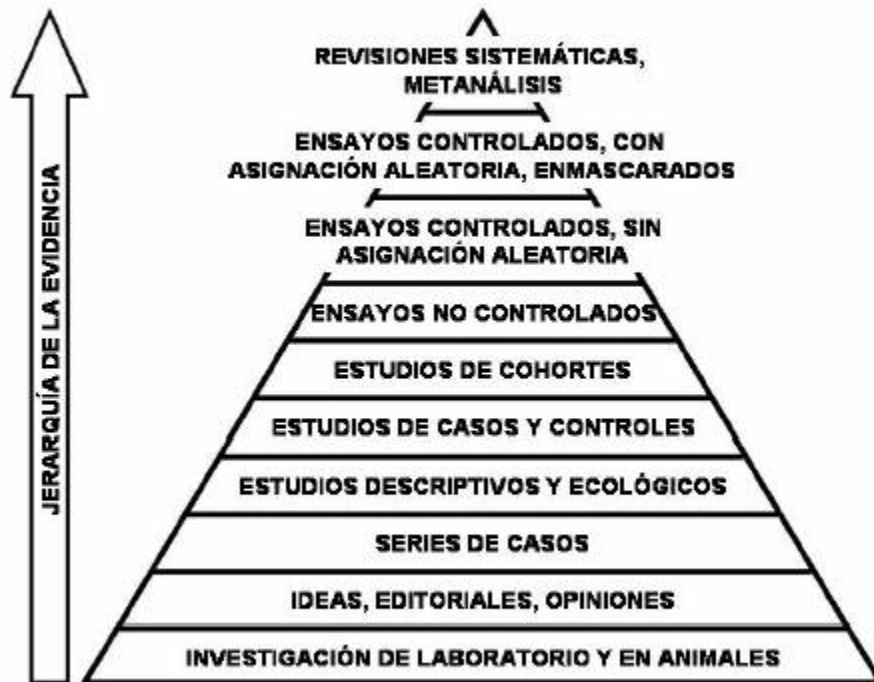 JERARQUÍA DE LA EVIDENCIA
REVISIONES SISTEMÁTICAS,
METANÁLISIS
ENSAYOS CONTROLADOS, CON
ASIGNACIÓN ALEATORIA, ENMASCARADOS
ENSAYOS CONTROLADOS, SIN
ASIGNACIÓN ALEATORIA
ENSAYOS NO CONTROLADOS
ESTUDIOS DE COHORTES
ESTUDIOS DE CASOS Y CONTROLES
ESTUDIOS DESCRIPTIVOS Y ECOLÓGICOS
SERIES DE CASOS
IDEAS, EDITORIALES, OPINIONES
INVESTIGACIÓN DE LABORATORIO Y EN ANIMALES